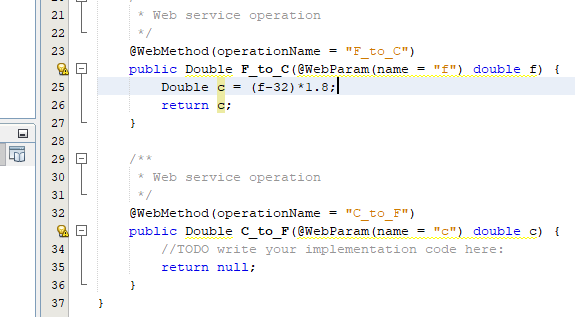 21 * Web service operation
22 */
23 @WebMethod(operationName = "F_to_C")
public Double F_to_C(@WebParam(name = "f") double f) {
25 Double c = (f-32)*1.8;
26 return c;
27 }
28
29 /**
30 * Web service operation
31 */
32 @WebMethod(operationName = "C_to_F")
public Double C_to_F(@WebParam(name = "c") double c) {
34 //TODO write your implementation code here:
35 return null;
36 }
37 }